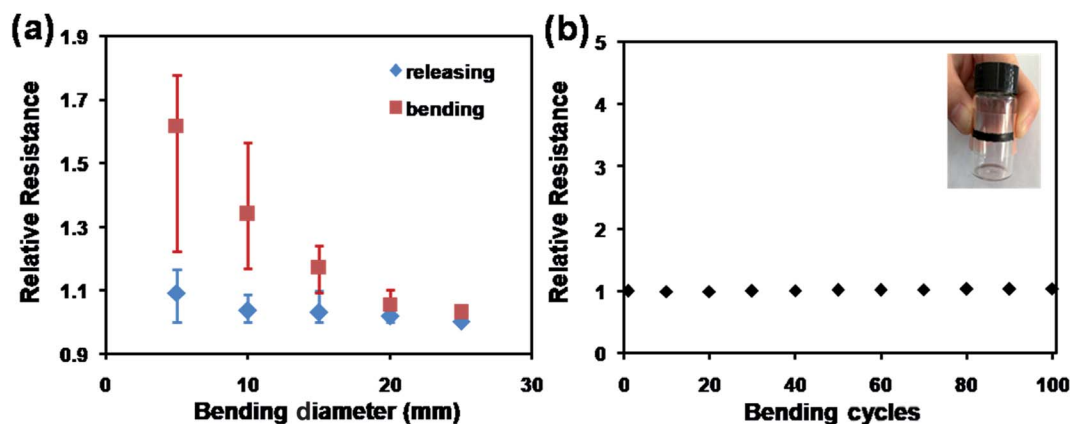 (a)
1.9
1.7
1.5
1.3
1.1
0.9
Relative Resistance
releasing
bending
0
10
20
30
Bending diameter (mm)
(b)
5
4
3
2
1
0
Relative Resistance
0
20
40
60
80
100
Bending cycles